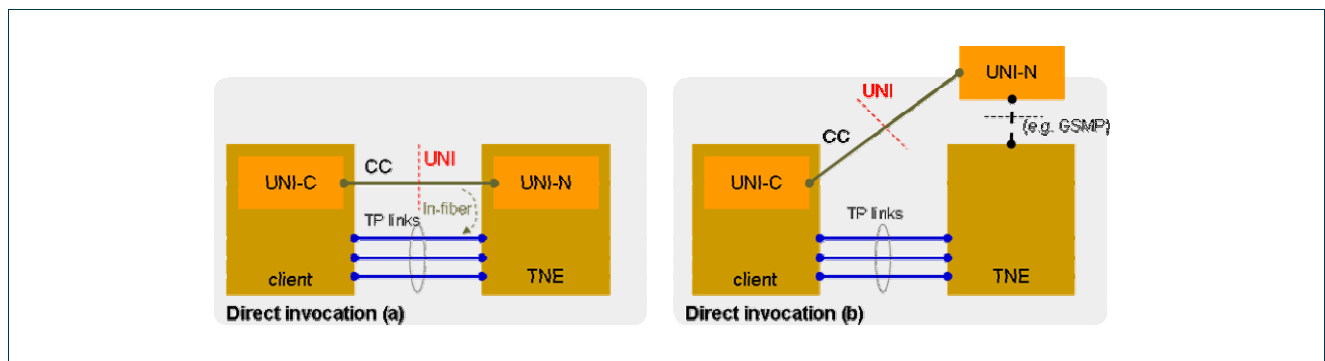 UNI-C
CC
UNI
UNI-N
In-fiber
TP links
client
TNE
Direct invocation (a)
UNI-N
UNI
(e.g. GSMP)
CC
UNI-C
TP links
client
TNE
Direct invocation (b)